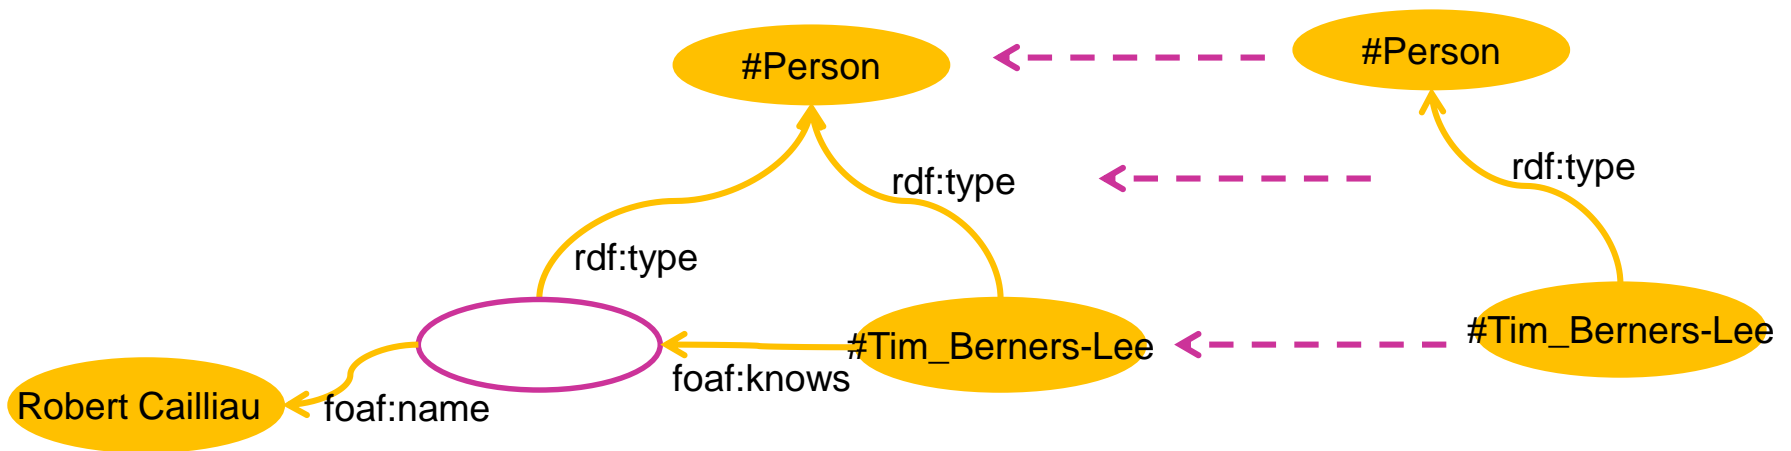 #Person
#Person
rdf:type
rdf:type
rdf:type
#Tim_Berners-Lee
#Tim_Berners-Lee
foaf:knows
Robert Cailliau
foaf:name